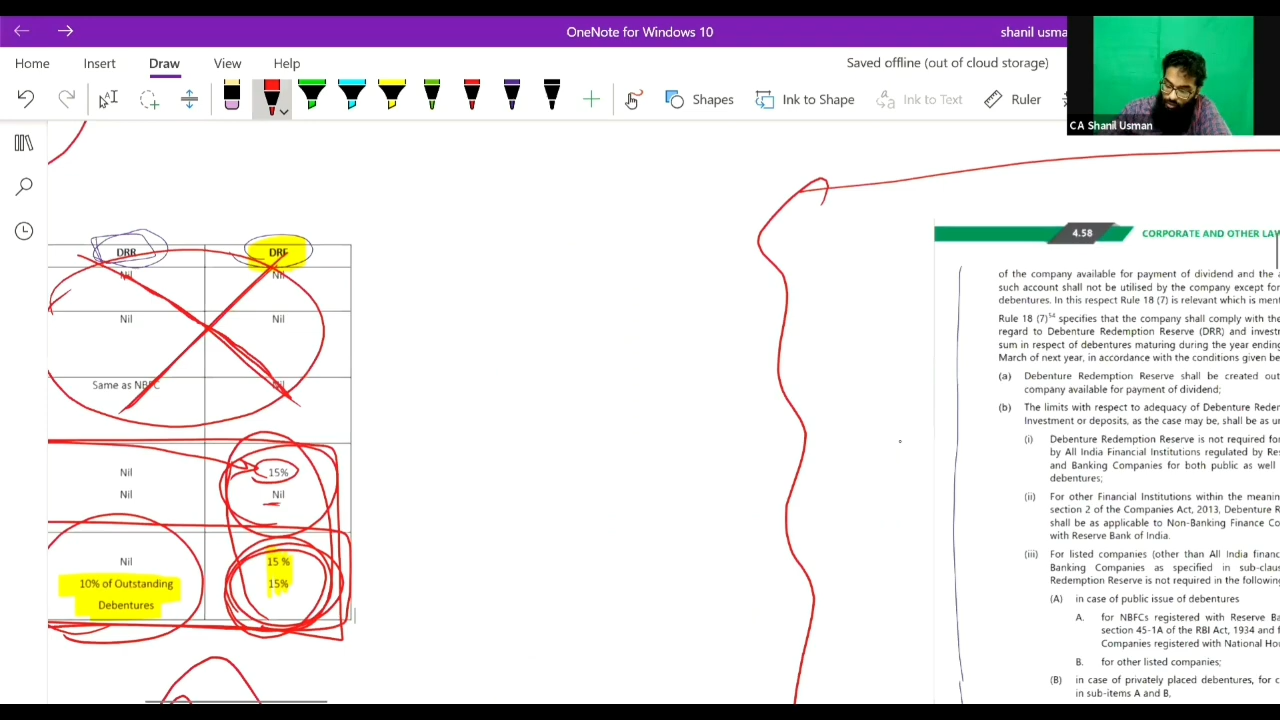 OneNote for Windows 10
shanil usma
Home Insert Draw View Help
Saved offline (out of cloud storage)
Shapes Ink to Shape Ink to Text Ruler
CA Shanil Usman
DRR DRF
Nil Nil
Nil Nil
Same as NBFC Nil
Nil 15%
Nil Nil
Nil 15 %
10% of Outstanding 15%
Debentures
4.58 CORPORATE AND OTHER LA
of the company available for payment of dividend and the a
such account shall not be utilised by the company except for
debentures. In this respect Rule 18 (7) is relevant which is ment
Rule 18 (7)54 specifies that the company shall comply with the
regard to Debenture Redemption Reserve (DRR) and investm
sum in respect of debentures maturing during the year ending
March of next year, in accordance with the conditions given be
(a) Debenture Redemption Reserve shall be created out
company available for payment of dividend;
(b) The limits with respect to adequacy of Debenture Reder
Investment or deposits, as the case may be, shall be as un
(i) Debenture Redemption Reserve is not required for
by All India Financial Institutions regulated by Res
and Banking Companies for both public as well
debentures;
(ii) For other Financial Institutions within the meanin
section 2 of the Companies Act, 2013, Debenture R
shall be as applicable to Non-Banking Finance Co
with Reserve Bank of India.
(iii) For listed companies (other than All India financ
Banking Companies as specified in sub-claus
Redemption Reserve is not required in the following
(A) in case of public issue of debentures
A. for NBFCs registered with Reserve Ba
section 45-1A of the RBI Act, 1934 and f
Companies registered with National Ho
B. for other listed companies;
(B) in case of privately placed debentures, for c
in sub-items A and B,